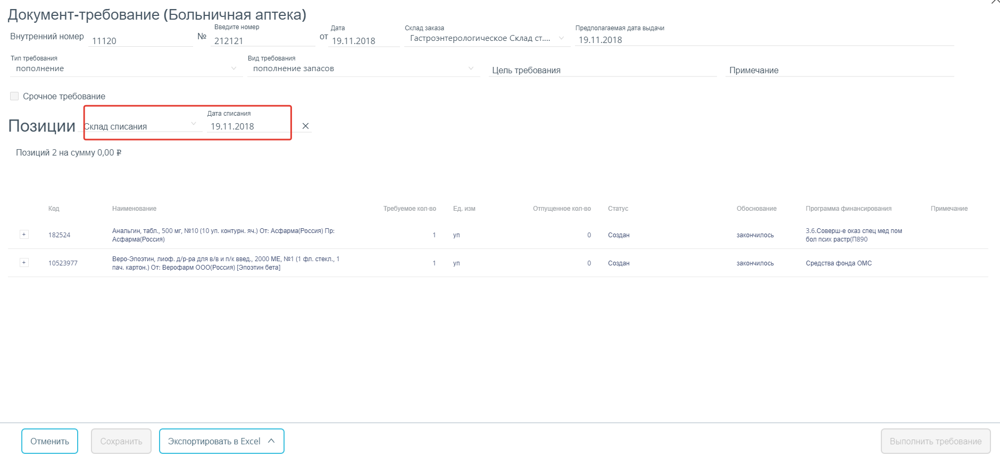 Документ-требование (Больничная аптека)
Внутренний номер 11120 № Введите номер 212121 от Дата 19.11.2018 Склад заказа Гастроэнтерологическое Склад ст.... Предполагаемая дата выдачи 19.11.2018
Тип требования пополнение Вид требования пополнение запасов Цель требования Примечание
Срочное требование
Позиции Склад списания Дата списания 19.11.2018
Позиций 2 на сумму 0,00 ₽
Код Наименование Требуемое кол-во Ед. изм Отпущенное кол-во Статус Обоснование Программа финансирования Примечание
+ 182524 Анальгин, табл., 500 мг, №10 (10 уп. контурн. яч.) От: Асфарма(Россия) Пр: Асфарма(Россия) 1 уп 0 Создан закончилось 3.6.Соверш-е оказ спец мед пом бол псих растр(П890
+ 10523977 Веро-Эпоэтин, лиоф. д/р-ра для в/в и п/к введ., 2000 МЕ, №1 (1 фл. стекл., 1 пач. картон.) От: Верофарм ООО(Россия) [Эпоэтин бета] 1 уп 0 Создан закончилось Средства фонда ОМС
Отменить Сохранить Экспортировать в Excel Выполнить требование